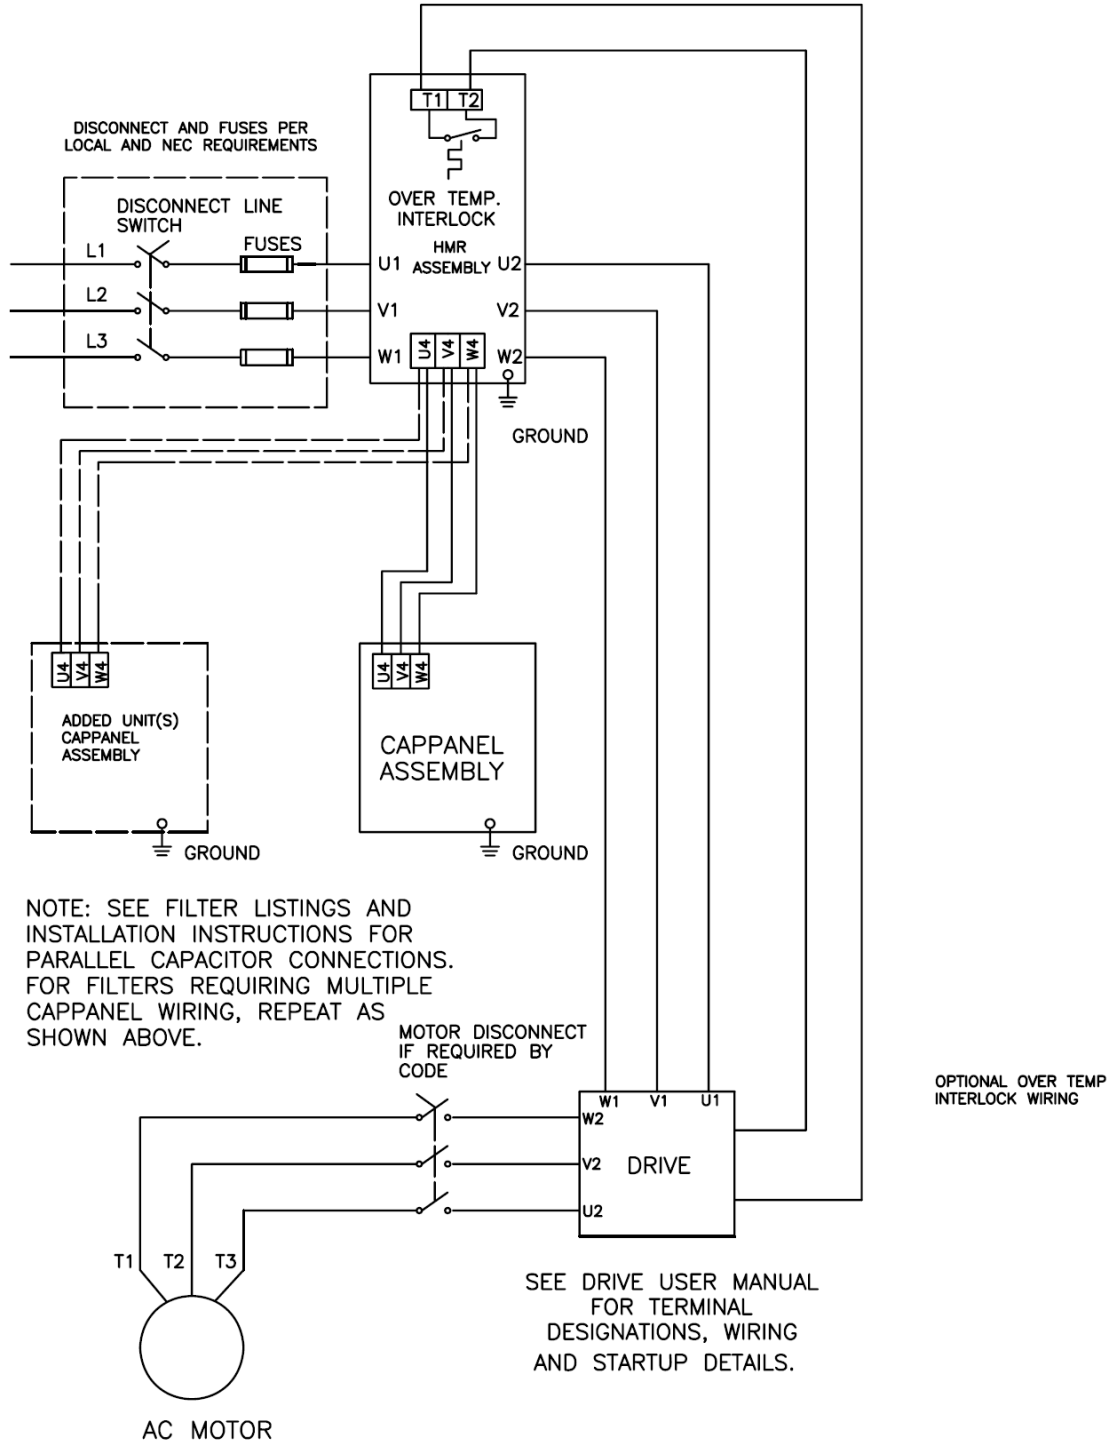 T1 T2
DISCONNECT AND FUSES PER
LOCAL AND NEC REQUIREMENTS
OVER TEMP.
INTERLOCK
DISCONNECT LINE
SWITCH
FUSES
HMR
ASSEMBLY
L1
U1
U2
L2
V1
V2
L3
W1
U4 V4 W4
W2
GROUND
U4 V4 W4
ADDED UNIT(S)
CAPPANEL
ASSEMBLY
GROUND
U4 V4 W4
CAPPANEL
ASSEMBLY
GROUND
NOTE: SEE FILTER LISTINGS AND
INSTALLATION INSTRUCTIONS FOR
PARALLEL CAPACITOR CONNECTIONS.
FOR FILTERS REQUIRING MULTIPLE
CAPPANEL WIRING, REPEAT AS
SHOWN ABOVE.
MOTOR DISCONNECT
IF REQUIRED BY
CODE
OPTIONAL OVER TEMP
INTERLOCK WIRING
W1 V1 U1
W2
V2
DRIVE
U2
T1 T2 T3
SEE DRIVE USER MANUAL
FOR TERMINAL
DESIGNATIONS, WIRING
AND STARTUP DETAILS.
AC MOTOR